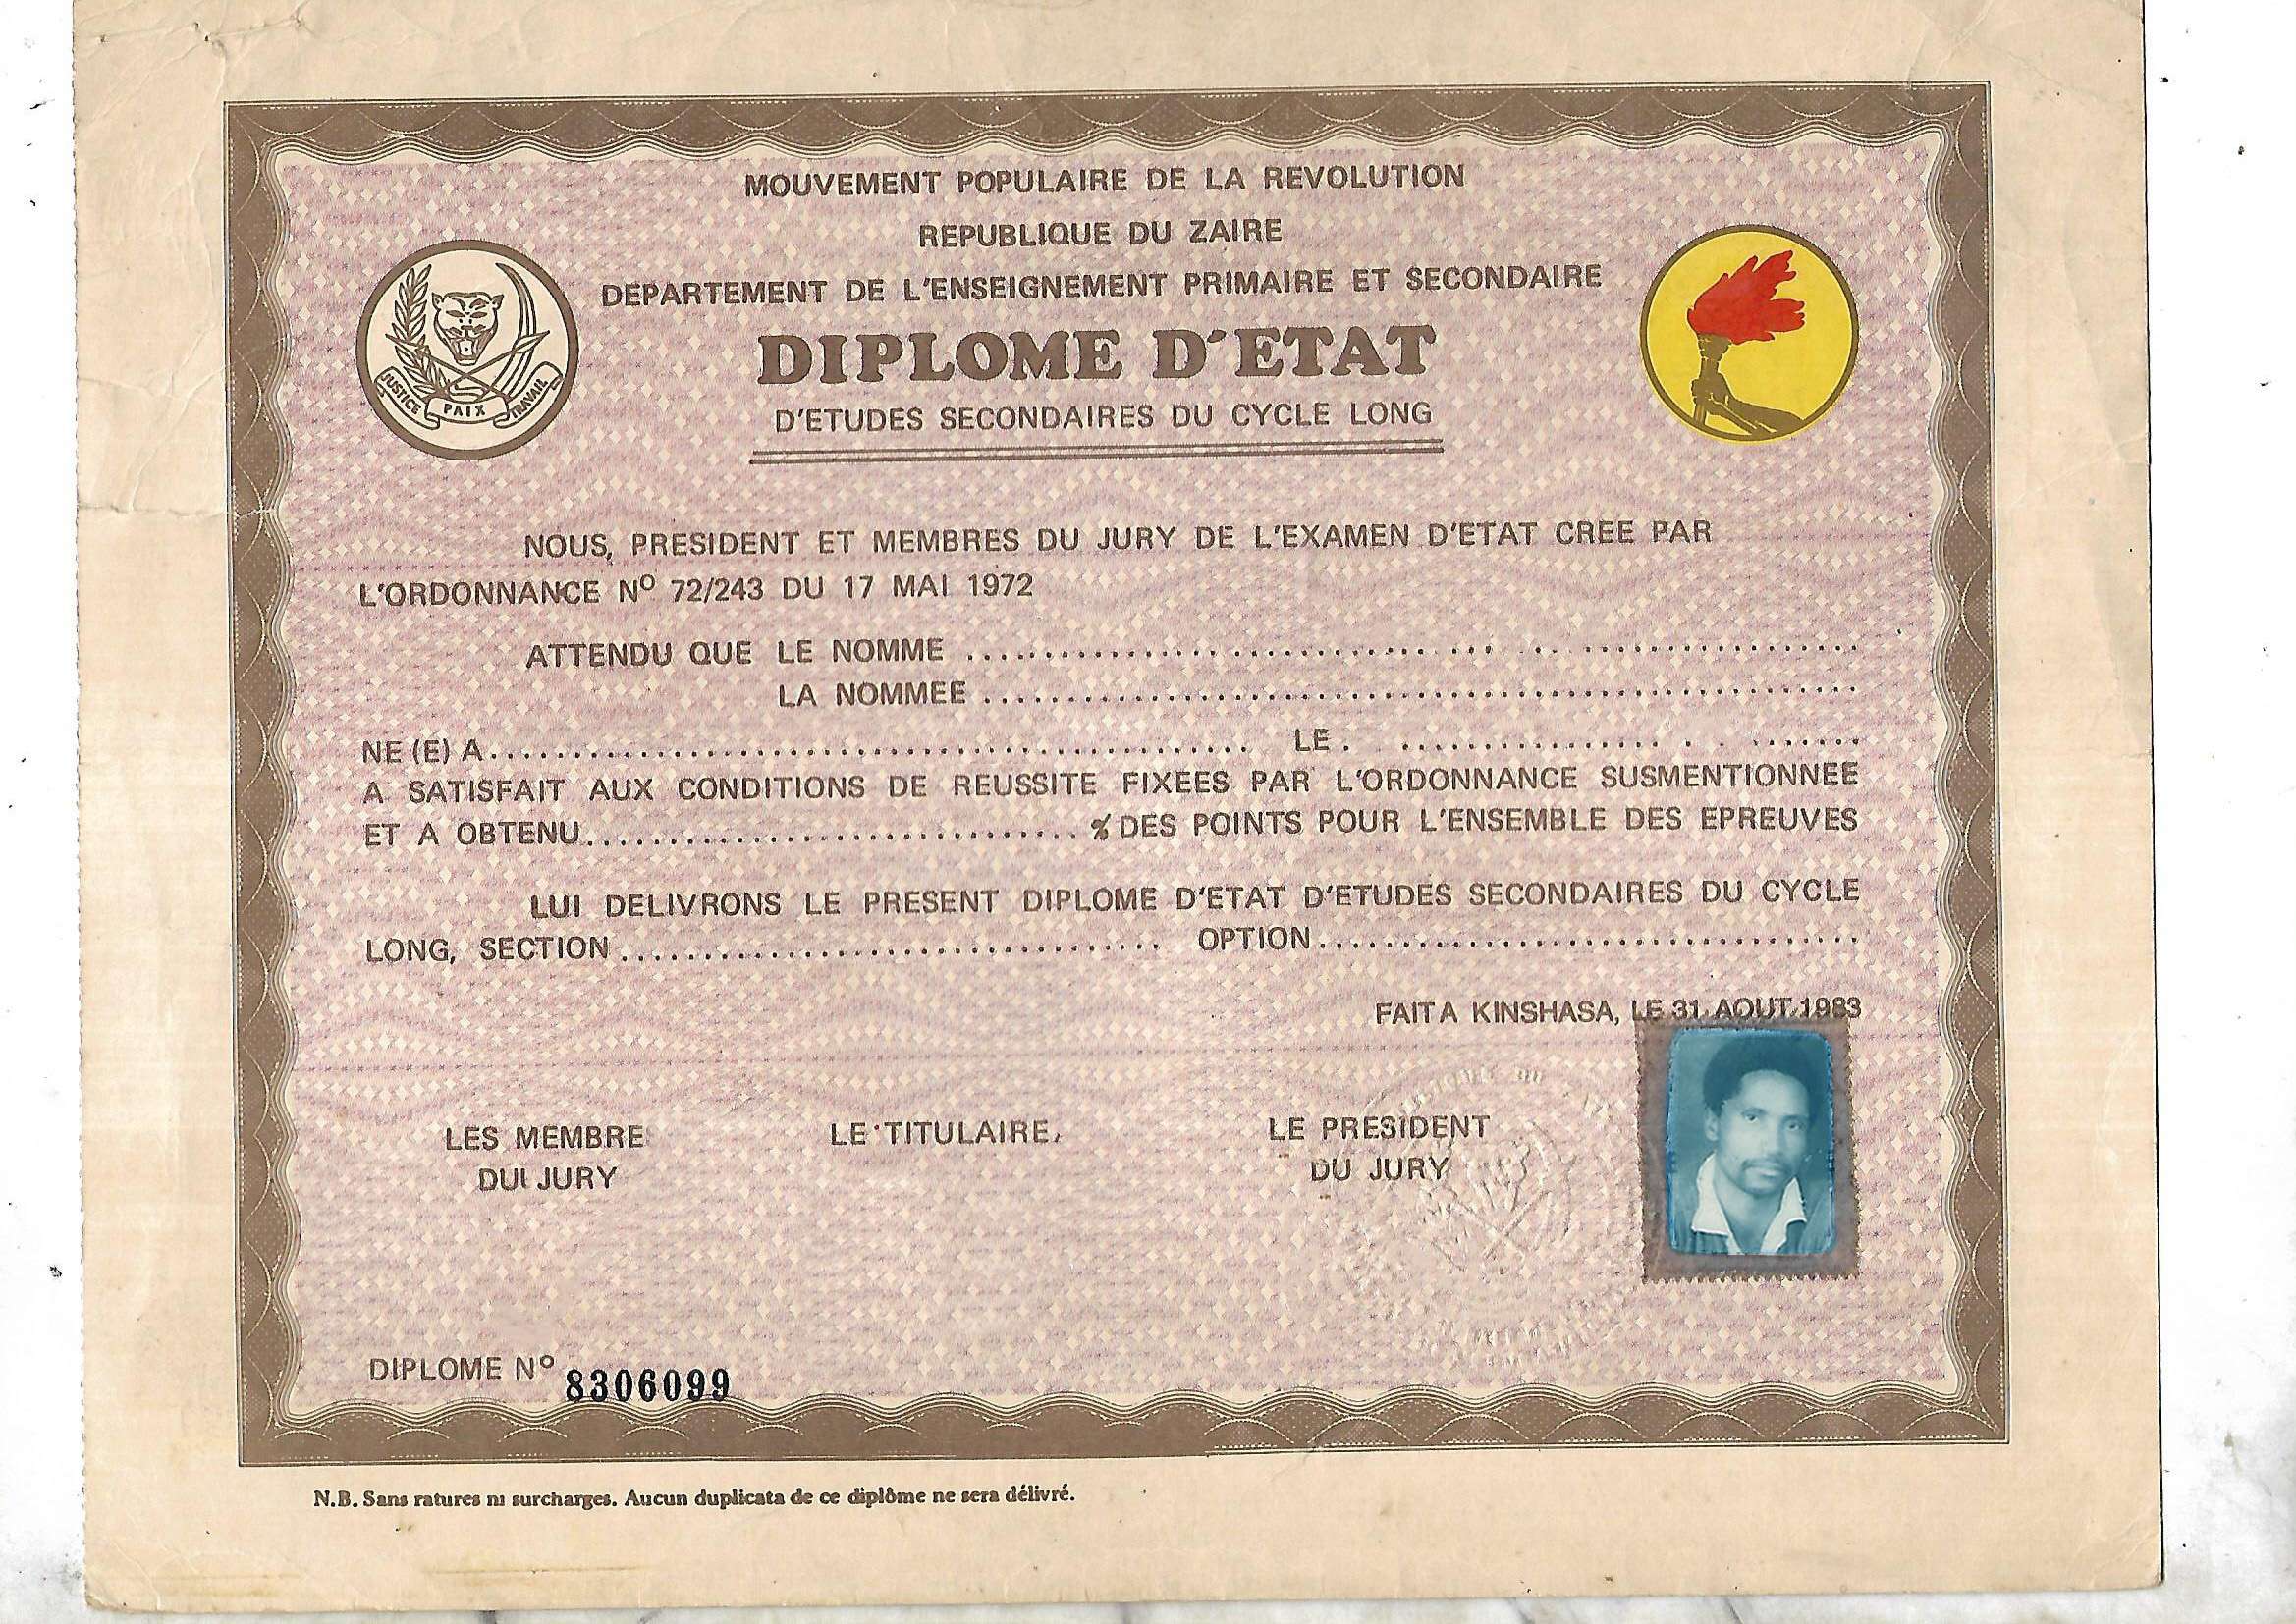 MOUVEMENT POPULAIRE DE LA REVOLUTION
REPUBLIQUE DU ZAIRE
DEPARTEMENT DE L'ENSEIGNEMENT PRIMAIRE ET SECONDAIRE
DIPLOME D'ETAT
D'ETUDES SECONDAIRES DU CYCLE LONG
JUSTICE PAIX TRAVAIL
NOUS, PRESIDENT ET MEMBRES DU JURY DE L'EXAMEN D'ETAT CREE PAR
L'ORDONNANCE Nº 72/243 DU 17 MAI 1972
ATTENDU QUE LE NOMME
LA NOMMEE
NE (E) A LE
A SATISFAIT AUX CONDITIONS DE REUSSITE FIXEES PAR L'ORDONNANCE SUSMENTIONNEE
ET A OBTENU % DES POINTS POUR L'ENSEMBLE DES EPREUVES
LUI DELIVRONS LE PRESENT DIPLOME D'ETAT D'ETUDES SECONDAIRES DU CYCLE
LONG, SECTION OPTION
FAIT A KINSHASA, LE 31 AOUT 1983
LES MEMBRE LE TITULAIRE, LE PRESIDENT
DU JURY DU JURY
DIPLOME Nº 8306099
N.B. Sans ratures ni surcharges. Aucun duplicata de ce diplôme ne sera délivré.